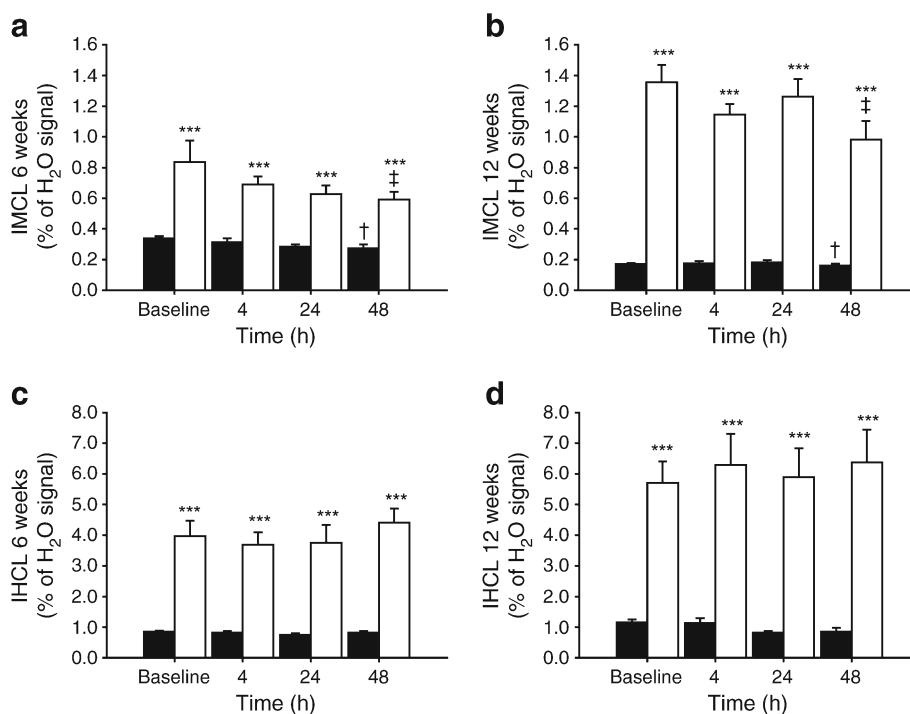 a
IMCL 6 weeks
(% of H2O signal)
1.6
1.4
1.2
1.0
0.8
0.6
0.4
0.2
0.0
***
***
***
***
‡
†
Baseline 4 24 48
Time (h)
b
IMCL 12 weeks
(% of H2O signal)
1.6
1.4
1.2
1.0
0.8
0.6
0.4
0.2
0.0
***
***
***
***
‡
†
Baseline 4 24 48
Time (h)
c
IHCL 6 weeks
(% of H2O signal)
8.0
7.0
6.0
5.0
4.0
3.0
2.0
1.0
0.0
***
***
***
***
Baseline 4 24 48
Time (h)
d
IHCL 12 weeks
(% of H2O signal)
8.0
7.0
6.0
5.0
4.0
3.0
2.0
1.0
0.0
***
***
***
***
Baseline 4 24 48
Time (h)